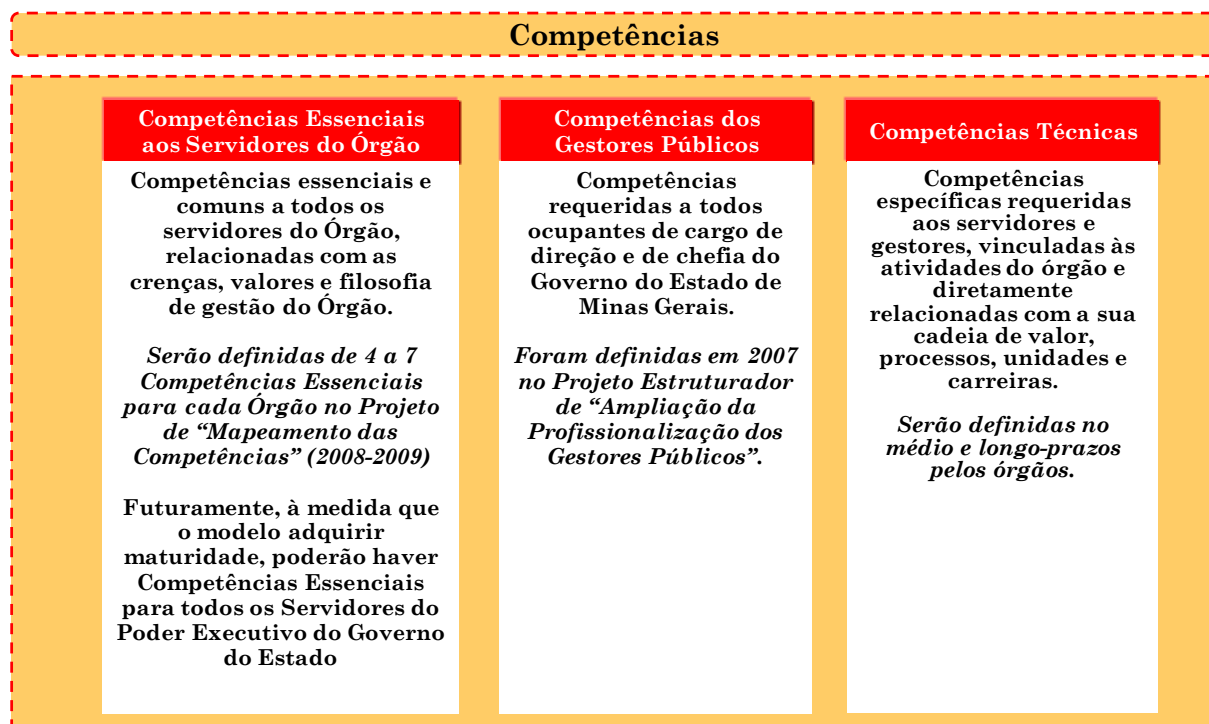 Competências
Competências Essenciais
aos Servidores do Órgão
Competências essenciais e
comuns a todos os
servidores do Órgão,
relacionadas com as
crenças, valores e filosofia
de gestão do Órgão.
Serão definidas de 4 a 7
Competências Essenciais
para cada Órgão no Projeto
de “Mapeamento das
Competências” (2008-2009)
Futuramente, à medida que
o modelo adquirir
maturidade, poderão haver
Competências Essenciais
para todos os Servidores do
Poder Executivo do Governo
do Estado
Competências dos
Gestores Públicos
Competências
requeridas a todos
ocupantes de cargo de
direção e de chefia do
Governo do Estado de
Minas Gerais.
Foram definidas em 2007
no Projeto Estruturador
de “Ampliação da
Profissionalização dos
Gestores Públicos”.
Competências Técnicas
Competências
específicas requeridas
aos servidores e
gestores, vinculadas às
atividades do órgão e
diretamente
relacionadas com a sua
cadeia de valor,
processos, unidades e
carreiras.
Serão definidas no
médio e longo-prazos
pelos órgãos.